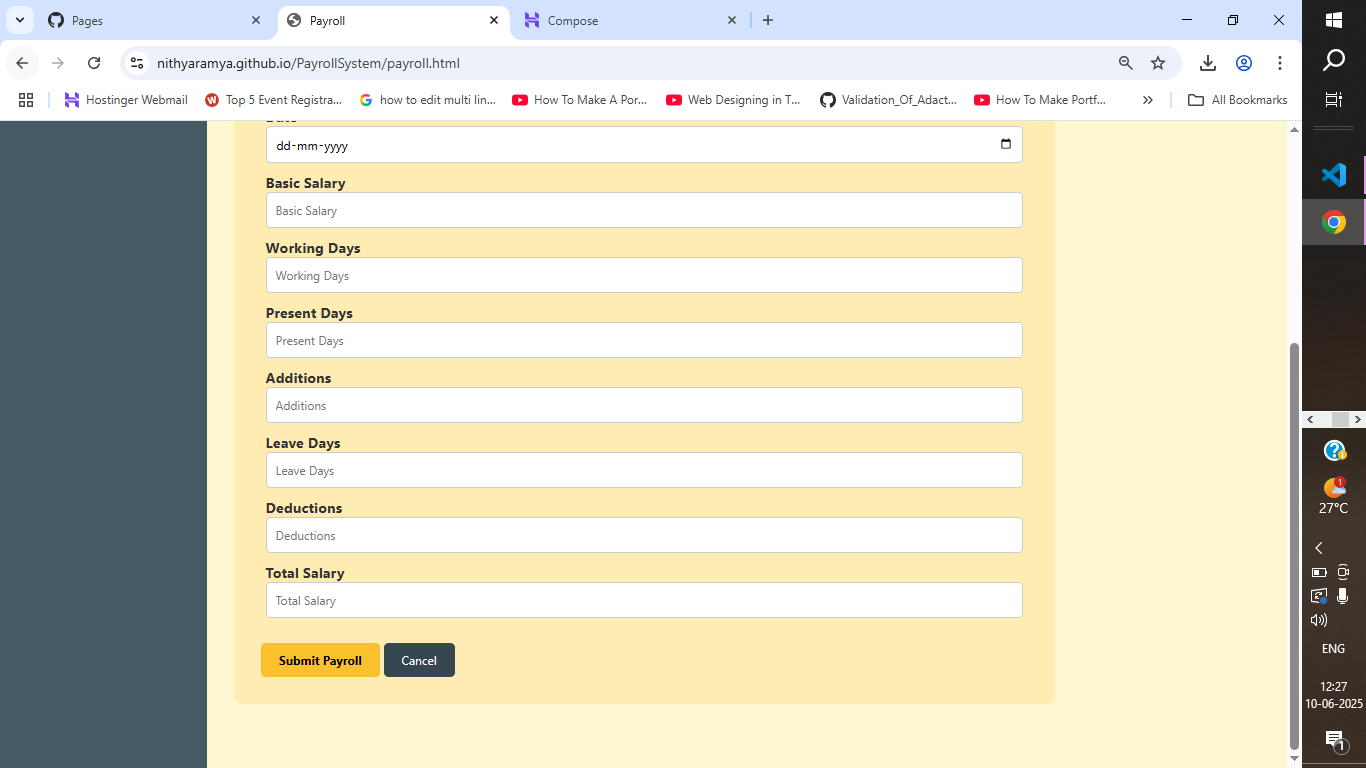 Pages
Payroll
Compose
nithyaramya.github.io/PayrollSystem/payroll.html
Hostinger Webmail
Top 5 Event Registra...
how to edit multi lin...
How To Make A Por...
Web Designing in T...
Validation_Of_Adact...
How To Make Portf...
All Bookmarks
Date
dd-mm-yyyy
Basic Salary
Basic Salary
Working Days
Working Days
Present Days
Present Days
Additions
Additions
Leave Days
Leave Days
Deductions
Deductions
Total Salary
Total Salary
Submit Payroll Cancel
1
27°C
ENG
12:27
10-06-2025
1